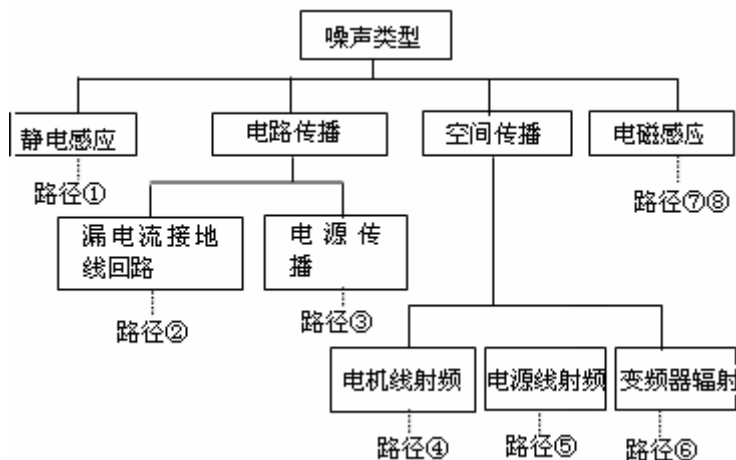 噪声类型
静电感应
电路传播
空间传播
电磁感应
路径①
路径⑦⑧
漏电流接地
线回路
电源传
播
路径②
路径③
电机线射频
电源线射频
变频器辐射
路径④
路径⑤
路径⑥